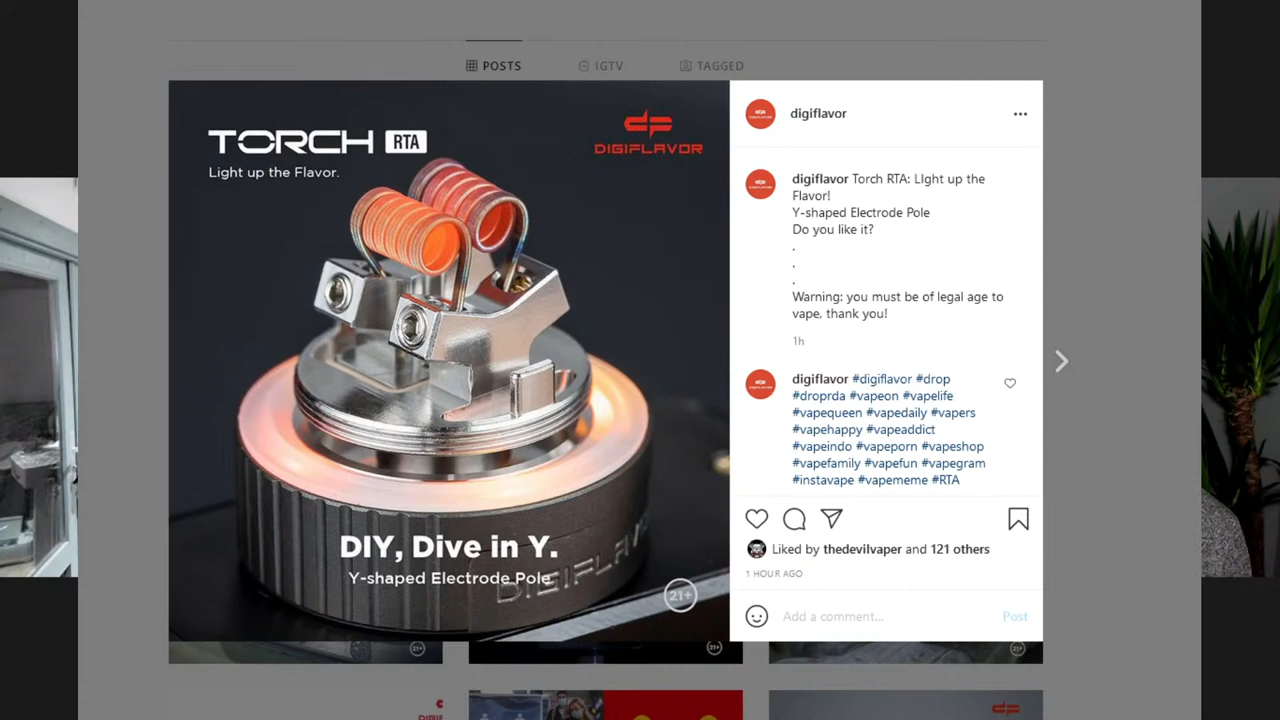 POSTS
IGTV
TAGGED
TORCH RTA
Light up the Flavor.
dp
DIGIFLAVOR
DIY, Dive in Y.
Y-shaped Electrode Pole
DIGIFLAVOR
21+
digiflavor
digiflavor Torch RTA: LIght up the
Flavor!
Y-shaped Electrode Pole
Do you like it?
.
.
.
Warning: you must be of legal age to
vape, thank you!
1h
digiflavor #digiflavor #drop
#droprda #vapeon #vapelife
#vapequeen #vapedaily #vapers
#vapehappy #vapeaddict
#vapeindo #vapeporn #vapeshop
#vapefamily #vapefun #vapegram
#instavape #vapememe #RTA
Liked by thedevilvaper and 121 others
1 HOUR AGO
Add a comment...
Post
21+
21+
21+